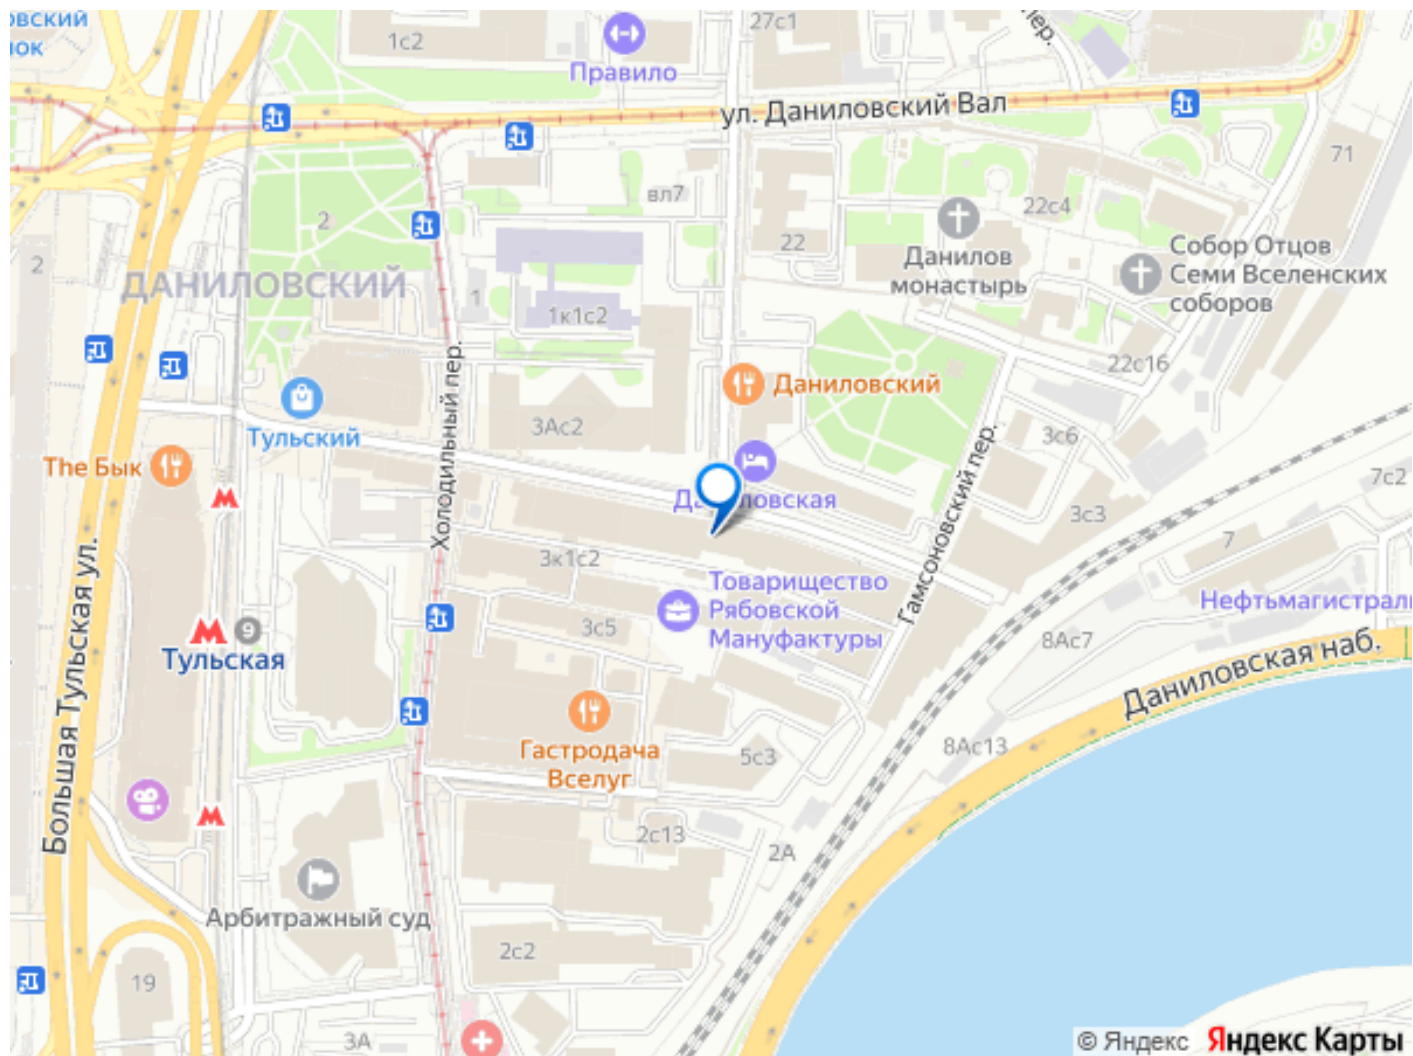 1с2
Правило
27с1
пер.
ул. Даниловский Вал
71
вл7
22с4
22
2
2
Данилов
монастырь
Собор Отцов
Семи Вселенских
соборов
ДАНИЛОВСКИЙ
1
1к1с2
22с16
Холодильный пер.
Даниловский
3Ас2
Тульский
The Бык
3с6
7с2
3с3
3к1с2
7
Гамсоновский пер.
Товарищество
Рябовской
Мануфактуры
Нефтьмагистраль
3с5
8Ас7
9
Тульская
Большая Тульская ул.
Даниловская наб.
Гастродача
Вселуг
5с3
8Ас13
2с13
2А
Арбитражный суд
2с2
19
3А
© Яндекс Яндекс Карты